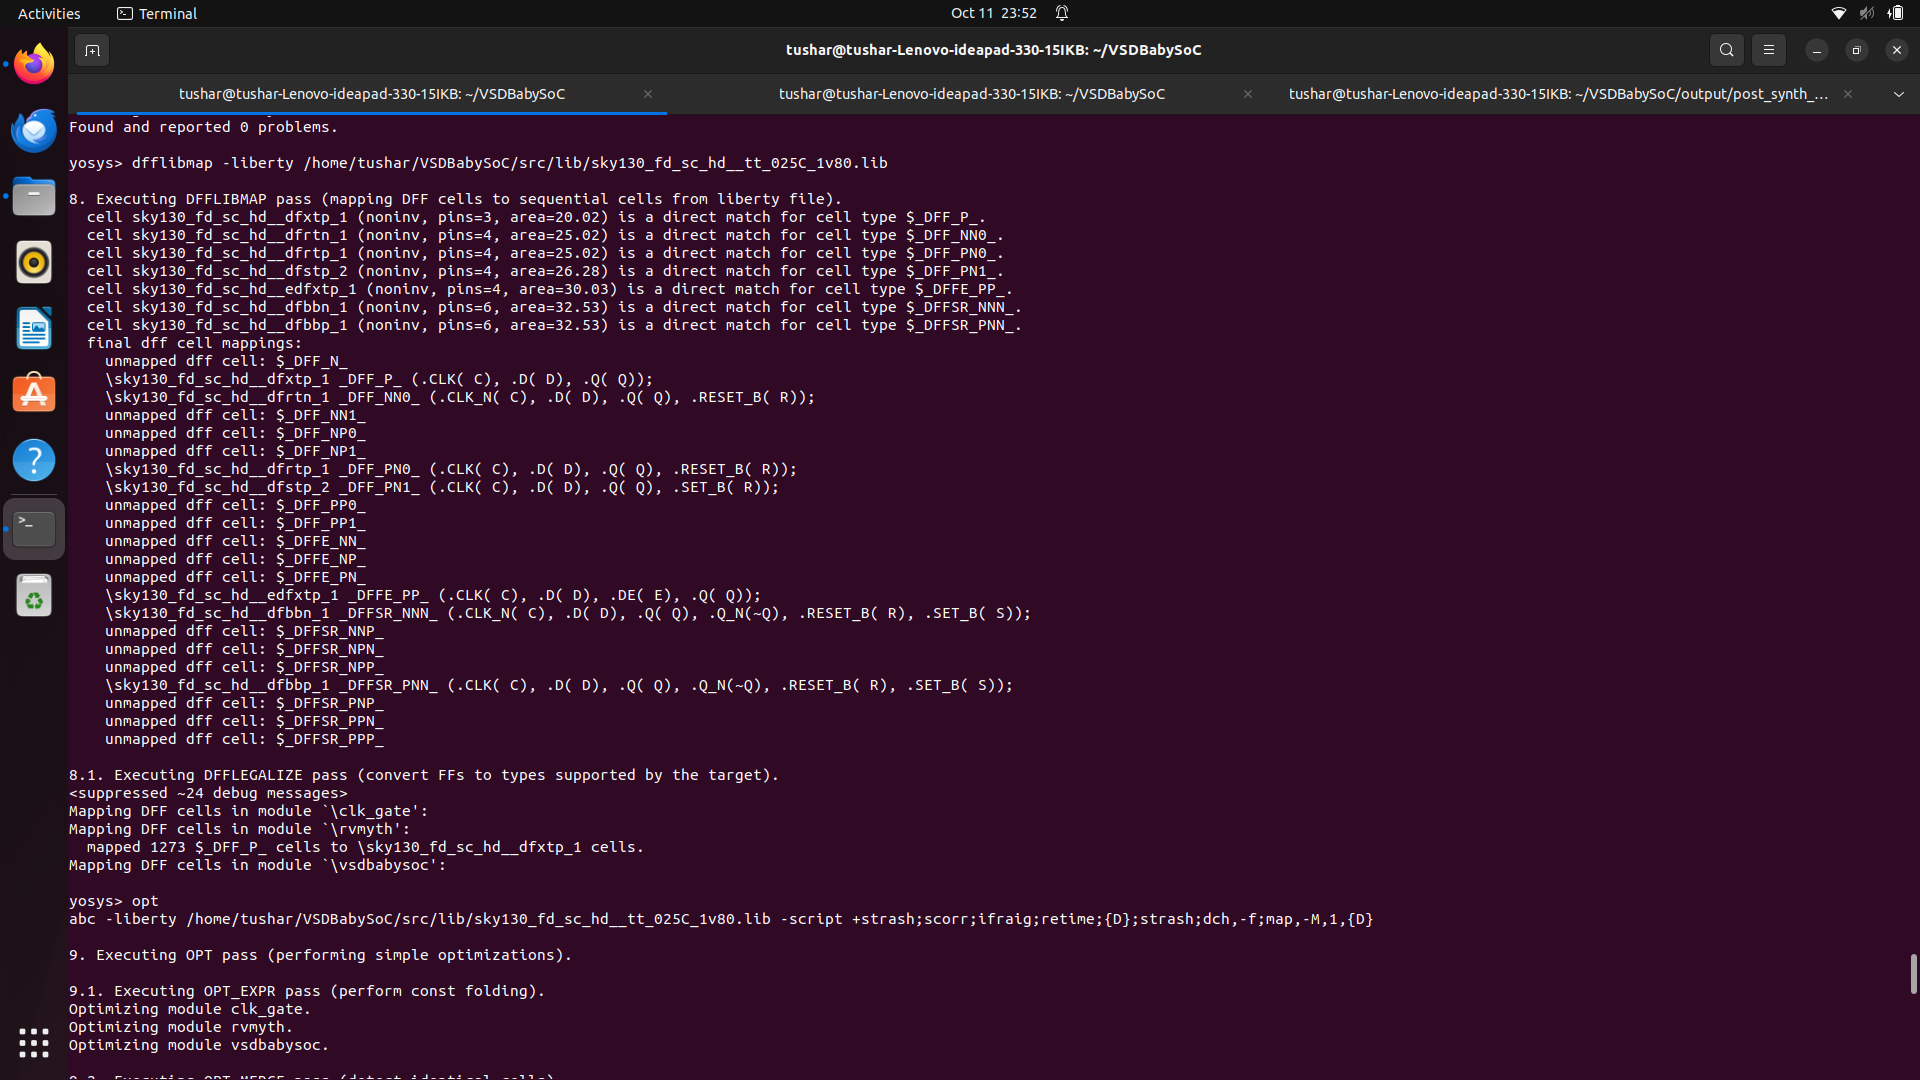 Activities
Terminal
Oct 11 23:52
tushar@tushar-Lenovo-ideapad-330-15IKB: ~/VSDBabySoC
tushar@tushar-Lenovo-ideapad-330-15IKB: ~/VSDBabySoC
tushar@tushar-Lenovo-ideapad-330-15IKB: ~/VSDBabySoC
tushar@tushar-Lenovo-ideapad-330-15IKB: ~/VSDBabySoC/output/post_synth_...
Found and reported 0 problems.
yosys> dfflibmap -liberty /home/tushar/VSDBabySoC/src/lib/sky130_fd_sc_hd__tt_025C_1v80.lib
8. Executing DFFLIBMAP pass (mapping DFF cells to sequential cells from liberty file).
cell sky130_fd_sc_hd__dfxtp_1 (noninv, pins=3, area=20.02) is a direct match for cell type $_DFF_P_.
cell sky130_fd_sc_hd__dfrtn_1 (noninv, pins=4, area=25.02) is a direct match for cell type $_DFF_NN0_.
cell sky130_fd_sc_hd__dfrtp_1 (noninv, pins=4, area=25.02) is a direct match for cell type $_DFF_PN0_.
cell sky130_fd_sc_hd__dfstp_2 (noninv, pins=4, area=26.28) is a direct match for cell type $_DFF_PN1_.
cell sky130_fd_sc_hd__edfxtp_1 (noninv, pins=4, area=30.03) is a direct match for cell type $_DFFE_PP_.
cell sky130_fd_sc_hd__dfbbn_1 (noninv, pins=6, area=32.53) is a direct match for cell type $_DFFSR_NNN_.
cell sky130_fd_sc_hd__dfbbp_1 (noninv, pins=6, area=32.53) is a direct match for cell type $_DFFSR_PNN_.
final dff cell mappings:
unmapped dff cell: $_DFF_N_
\sky130_fd_sc_hd__dfxtp_1 _DFF_P_ (.CLK( C), .D( D), .Q( Q));
\sky130_fd_sc_hd__dfrtn_1 _DFF_NN0_ (.CLK_N( C), .D( D), .Q( Q), .RESET_B( R));
unmapped dff cell: $_DFF_NN1_
unmapped dff cell: $_DFF_NP0_
unmapped dff cell: $_DFF_NP1_
\sky130_fd_sc_hd__dfrtp_1 _DFF_PN0_ (.CLK( C), .D( D), .Q( Q), .RESET_B( R));
\sky130_fd_sc_hd__dfstp_2 _DFF_PN1_ (.CLK( C), .D( D), .Q( Q), .SET_B( R));
unmapped dff cell: $_DFF_PP0_
unmapped dff cell: $_DFF_PP1_
unmapped dff cell: $_DFFE_NN_
unmapped dff cell: $_DFFE_NP_
unmapped dff cell: $_DFFE_PN_
\sky130_fd_sc_hd__edfxtp_1 _DFFE_PP_ (.CLK( C), .D( D), .DE( E), .Q( Q));
\sky130_fd_sc_hd__dfbbn_1 _DFFSR_NNN_ (.CLK_N( C), .D( D), .Q( Q), .Q_N(~Q), .RESET_B( R), .SET_B( S));
unmapped dff cell: $_DFFSR_NNP_
unmapped dff cell: $_DFFSR_NPN_
unmapped dff cell: $_DFFSR_NPP_
\sky130_fd_sc_hd__dfbbp_1 _DFFSR_PNN_ (.CLK( C), .D( D), .Q( Q), .Q_N(~Q), .RESET_B( R), .SET_B( S));
unmapped dff cell: $_DFFSR_PNP_
unmapped dff cell: $_DFFSR_PPN_
unmapped dff cell: $_DFFSR_PPP_
8.1. Executing DFFLEGALIZE pass (convert FFs to types supported by the target).
<suppressed ~24 debug messages>
Mapping DFF cells in module `\clk_gate':
Mapping DFF cells in module `\rvmyth':
mapped 1273 $_DFF_P_ cells to \sky130_fd_sc_hd__dfxtp_1 cells.
Mapping DFF cells in module `\vsdbabysoc':
yosys> opt
abc -liberty /home/tushar/VSDBabySoC/src/lib/sky130_fd_sc_hd__tt_025C_1v80.lib -script +strash;scorr;ifraig;retime;{D};strash;dch,-f;map,-M,1,{D}
9. Executing OPT pass (performing simple optimizations).
9.1. Executing OPT_EXPR pass (perform const folding).
Optimizing module clk_gate.
Optimizing module rvmyth.
Optimizing module vsdbabysoc.
9.2. Executing OPT_MERGE pass (detect identical cells).